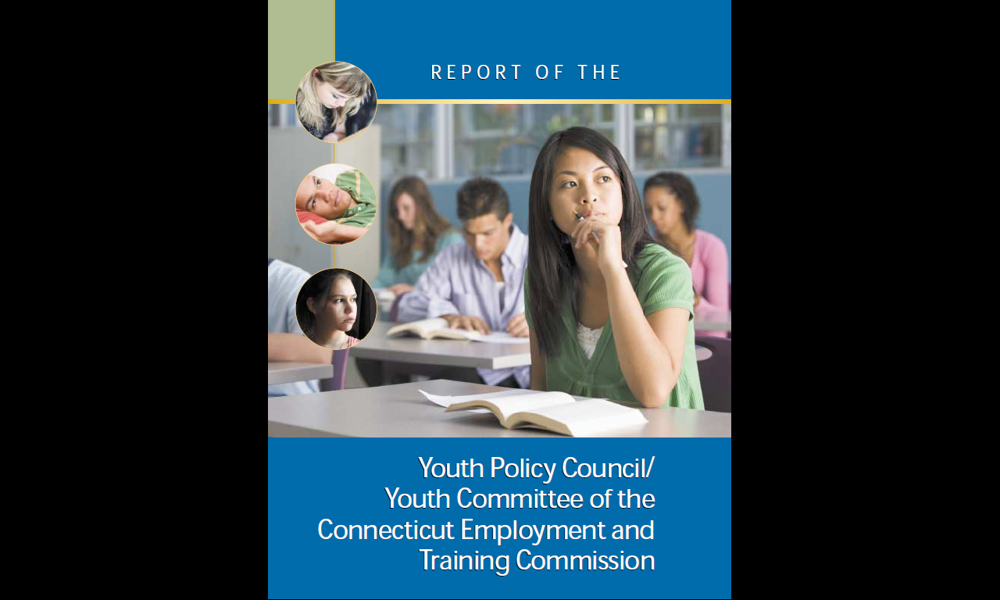 REPORT OF THE
Youth Policy Council/
Youth Committee of the
Connecticut Employment and
Training Commission